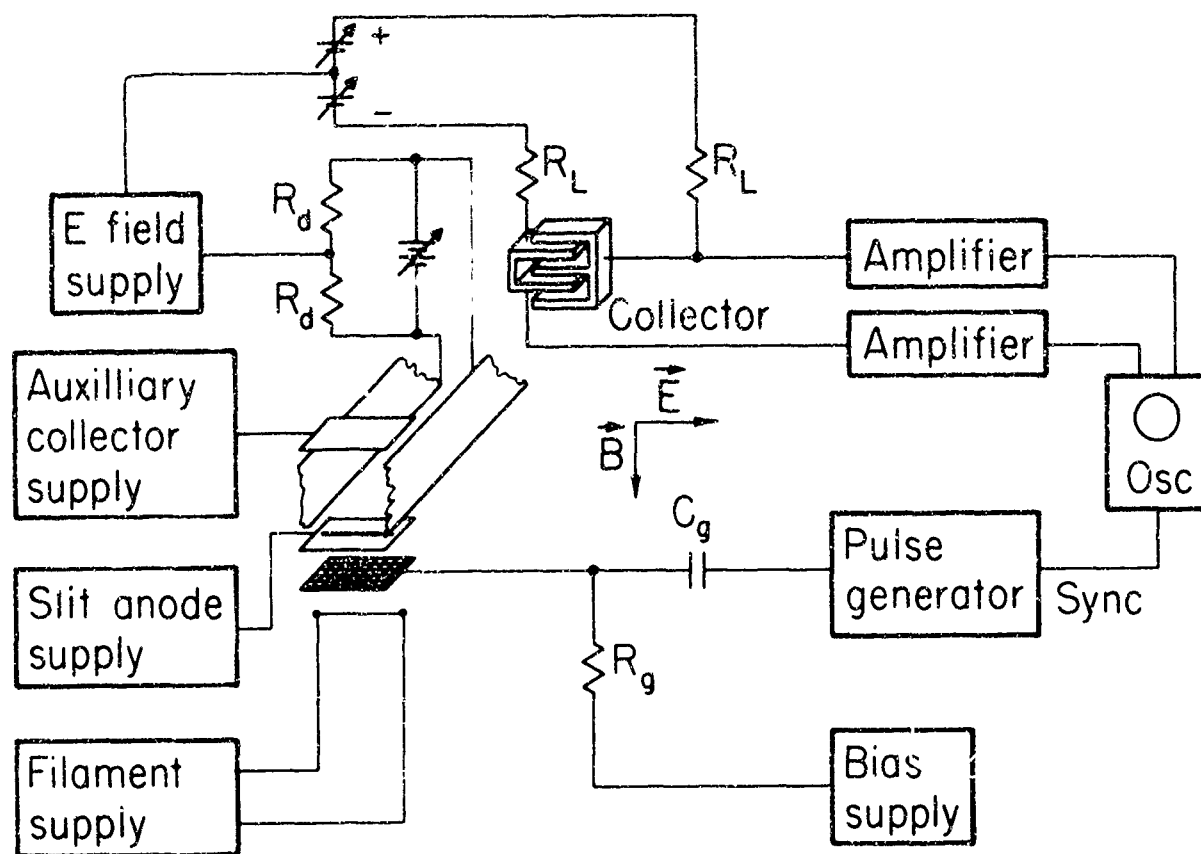 +
−
R_L
R_L
R_d
R_d
E field
supply
Amplifier
Collector
Amplifier
Auxilliary
collector
supply
E
B
Osc
C_g
Pulse
generator
Sync
Slit anode
supply
R_g
Filament
supply
Bias
supply